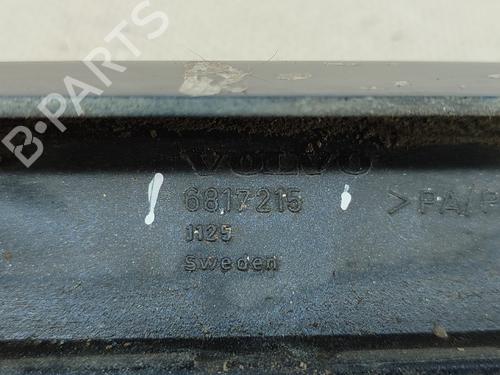 B-PARTS
VOLVO
6817215
>PA/P
1125
Sweden